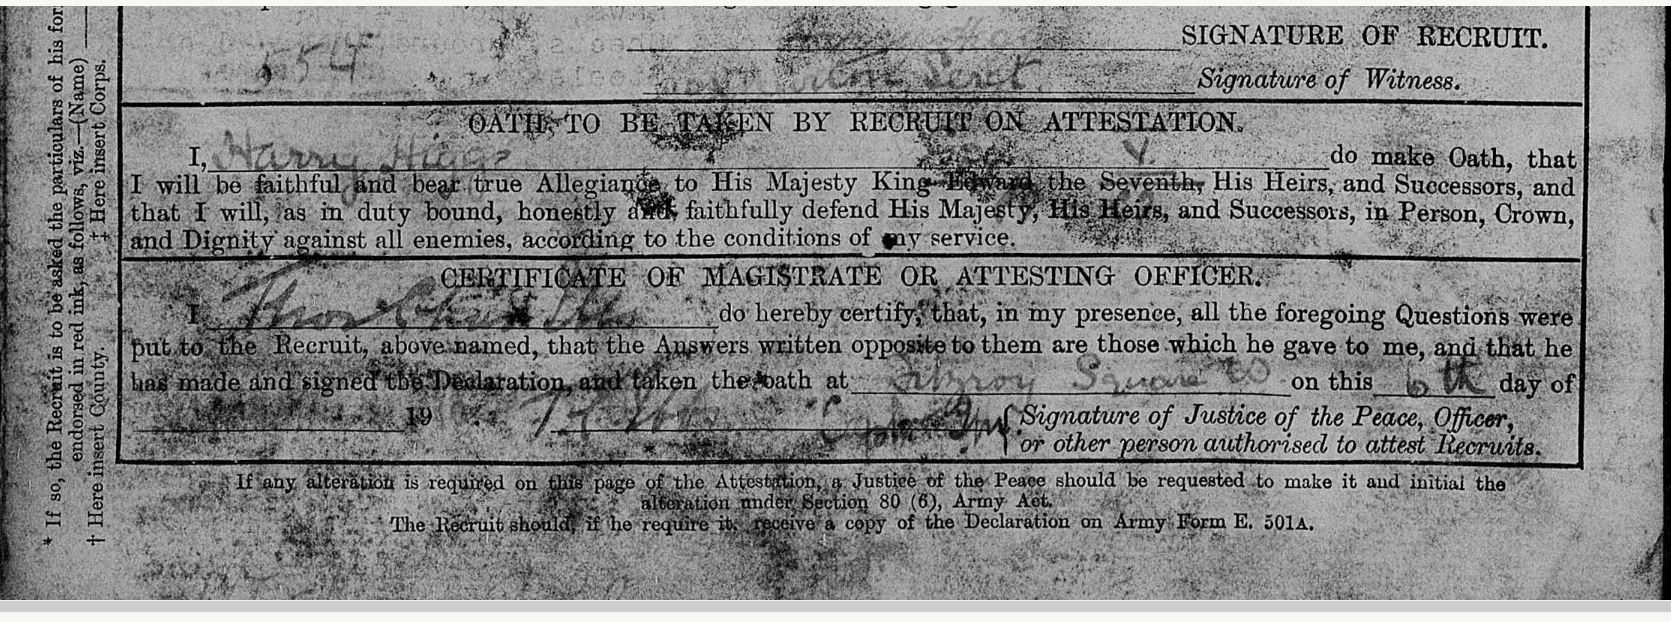 SIGNATURE OF RECRUIT.
554
Sergt. Signature of Witness.
OATH TO BE TAKEN BY RECRUIT ON ATTESTATION.
I, Harry Higgs V. do make Oath, that
I will be faithful and bear true Allegiance to His Majesty King Edward the Seventh, His Heirs, and Successors, and
that I will, as in duty bound, honestly and faithfully defend His Majesty, His Heirs, and Successors, in Person, Crown,
and Dignity against all enemies, according to the conditions of my service.
CERTIFICATE OF MAGISTRATE OR ATTESTING OFFICER.
I do hereby certify, that, in my presence, all the foregoing Questions were
put to the Recruit, above named, that the Answers written opposite to them are those which he gave to me, and that he
has made and signed the Declaration, and taken the oath at Fitzroy Square W on this 6th day of
19 Signature of Justice of the Peace, Officer,
or other person authorised to attest Recruits.
If any alteration is required on this page of the Attestation, a Justice of the Peace should be requested to make it and initial the
alteration under Section 80 (6), Army Act.
The Recruit should, if he require it, receive a copy of the Declaration on Army Form E. 501A.
* If so, the Recruit is to be asked the particulars of his for
endorsed in red ink, as follows, viz.—(Name)
† Here insert County. ‡ Here insert Corps.